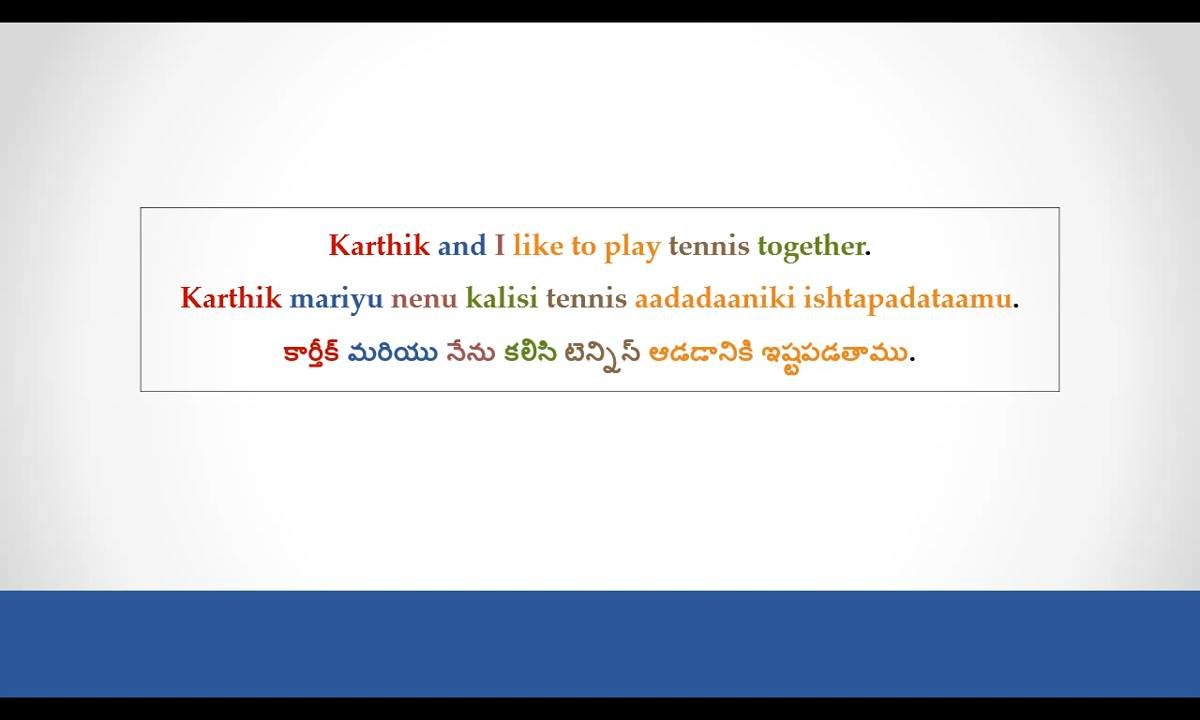 Karthik and I like to play tennis together.
Karthik mariyu nenu kalisi tennis aadadaaniki ishtapadataamu.
కార్తీక్ మరియు నేను కలిసి టెన్నిస్ ఆడడానికి ఇష్టపడతాము.